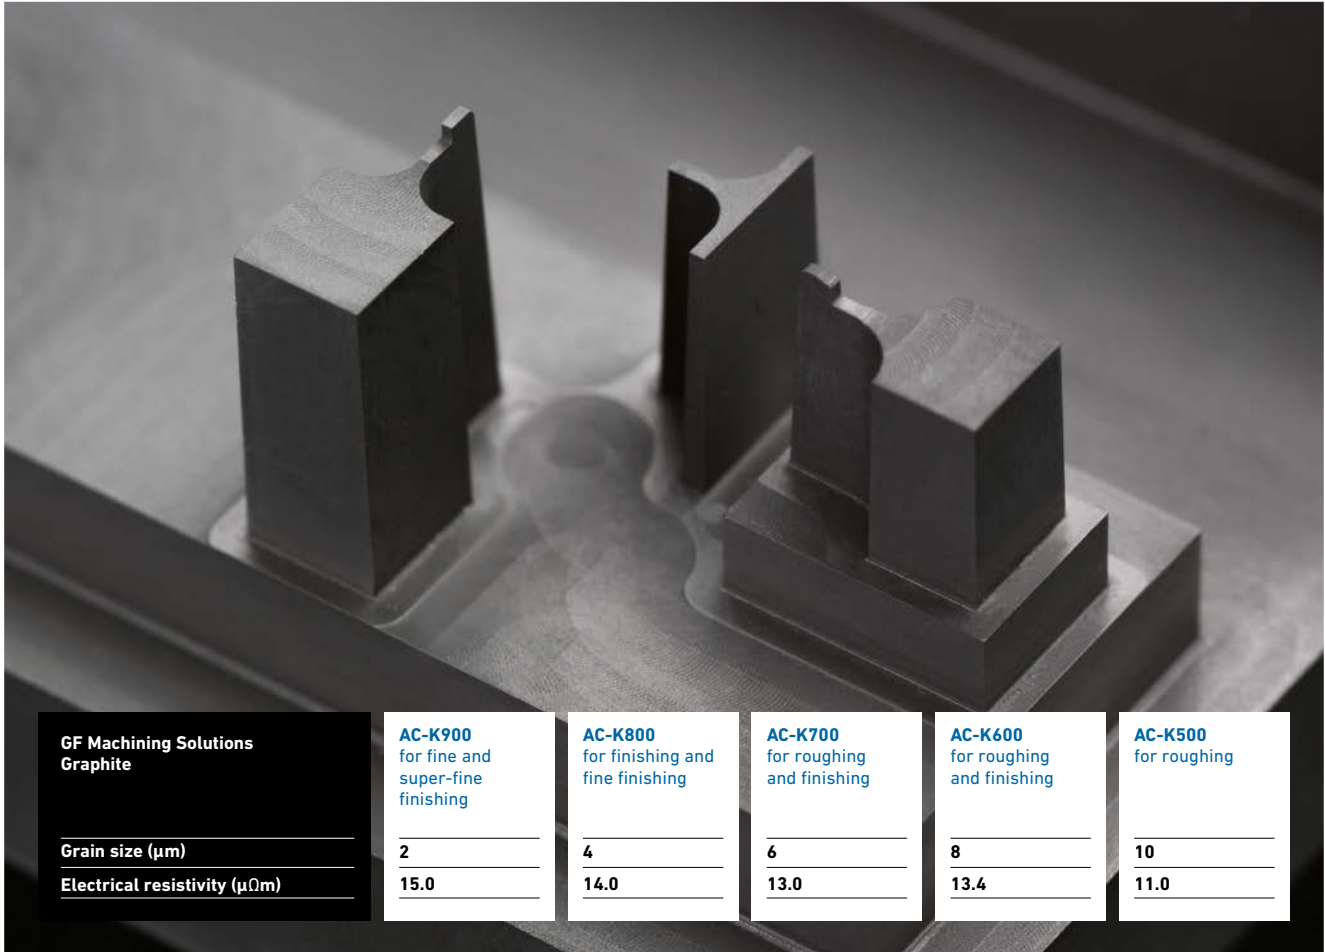 GF Machining Solutions
Graphite
AC-K900
for fine and
super-fine
finishing
AC-K800
for finishing and
fine finishing
AC-K700
for roughing
and finishing
AC-K600
for roughing
and finishing
AC-K500
for roughing
Grain size (µm) 2 4 6 8 10
Electrical resistivity (µΩm) 15.0 14.0 13.0 13.4 11.0